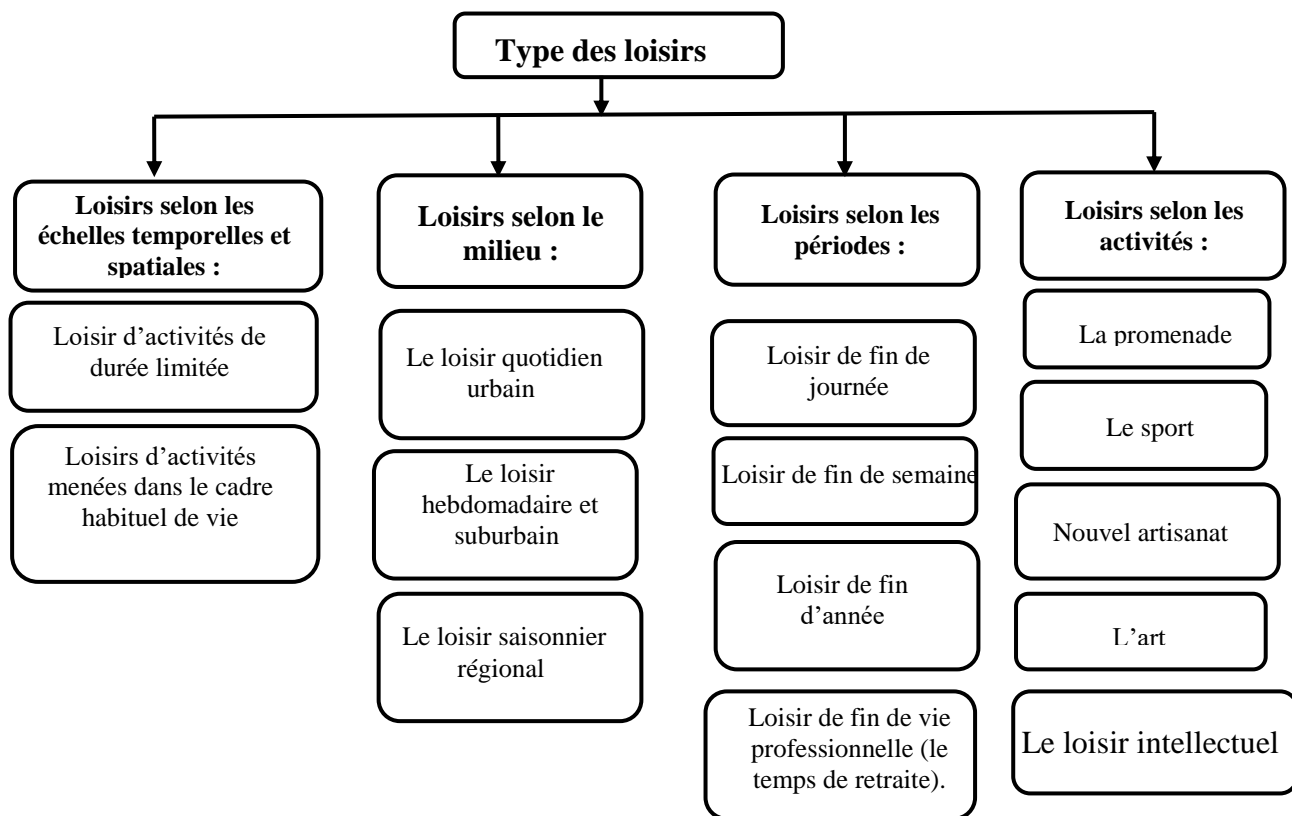 Type des loisirs
Loisirs selon les
échelles temporelles et
spatiales :
Loisir d’activités de
durée limitée
Loisirs d’activités
menées dans le cadre
habituel de vie
Loisirs selon le
milieu :
Le loisir quotidien
urbain
Le loisir
hebdomadaire et
suburbain
Le loisir saisonnier
régional
Loisirs selon les
périodes :
Loisir de fin de
journée
Loisir de fin de semaine
Loisir de fin
d’année
Loisir de fin de vie
professionnelle (le
temps de retraite).
Loisirs selon les
activités :
La promenade
Le sport
Nouvel artisanat
L’art
Le loisir intellectuel